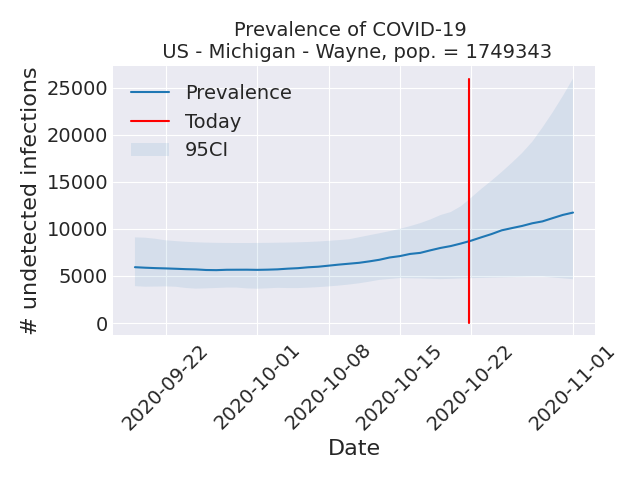 Prevalence of COVID-19
US - Michigan - Wayne, pop. = 1749343
# undetected infections
25000
20000
15000
10000
5000
0
Prevalence
Today
95CI
2020-09-22
2020-10-01
2020-10-08
2020-10-15
2020-10-22
2020-11-01
Date